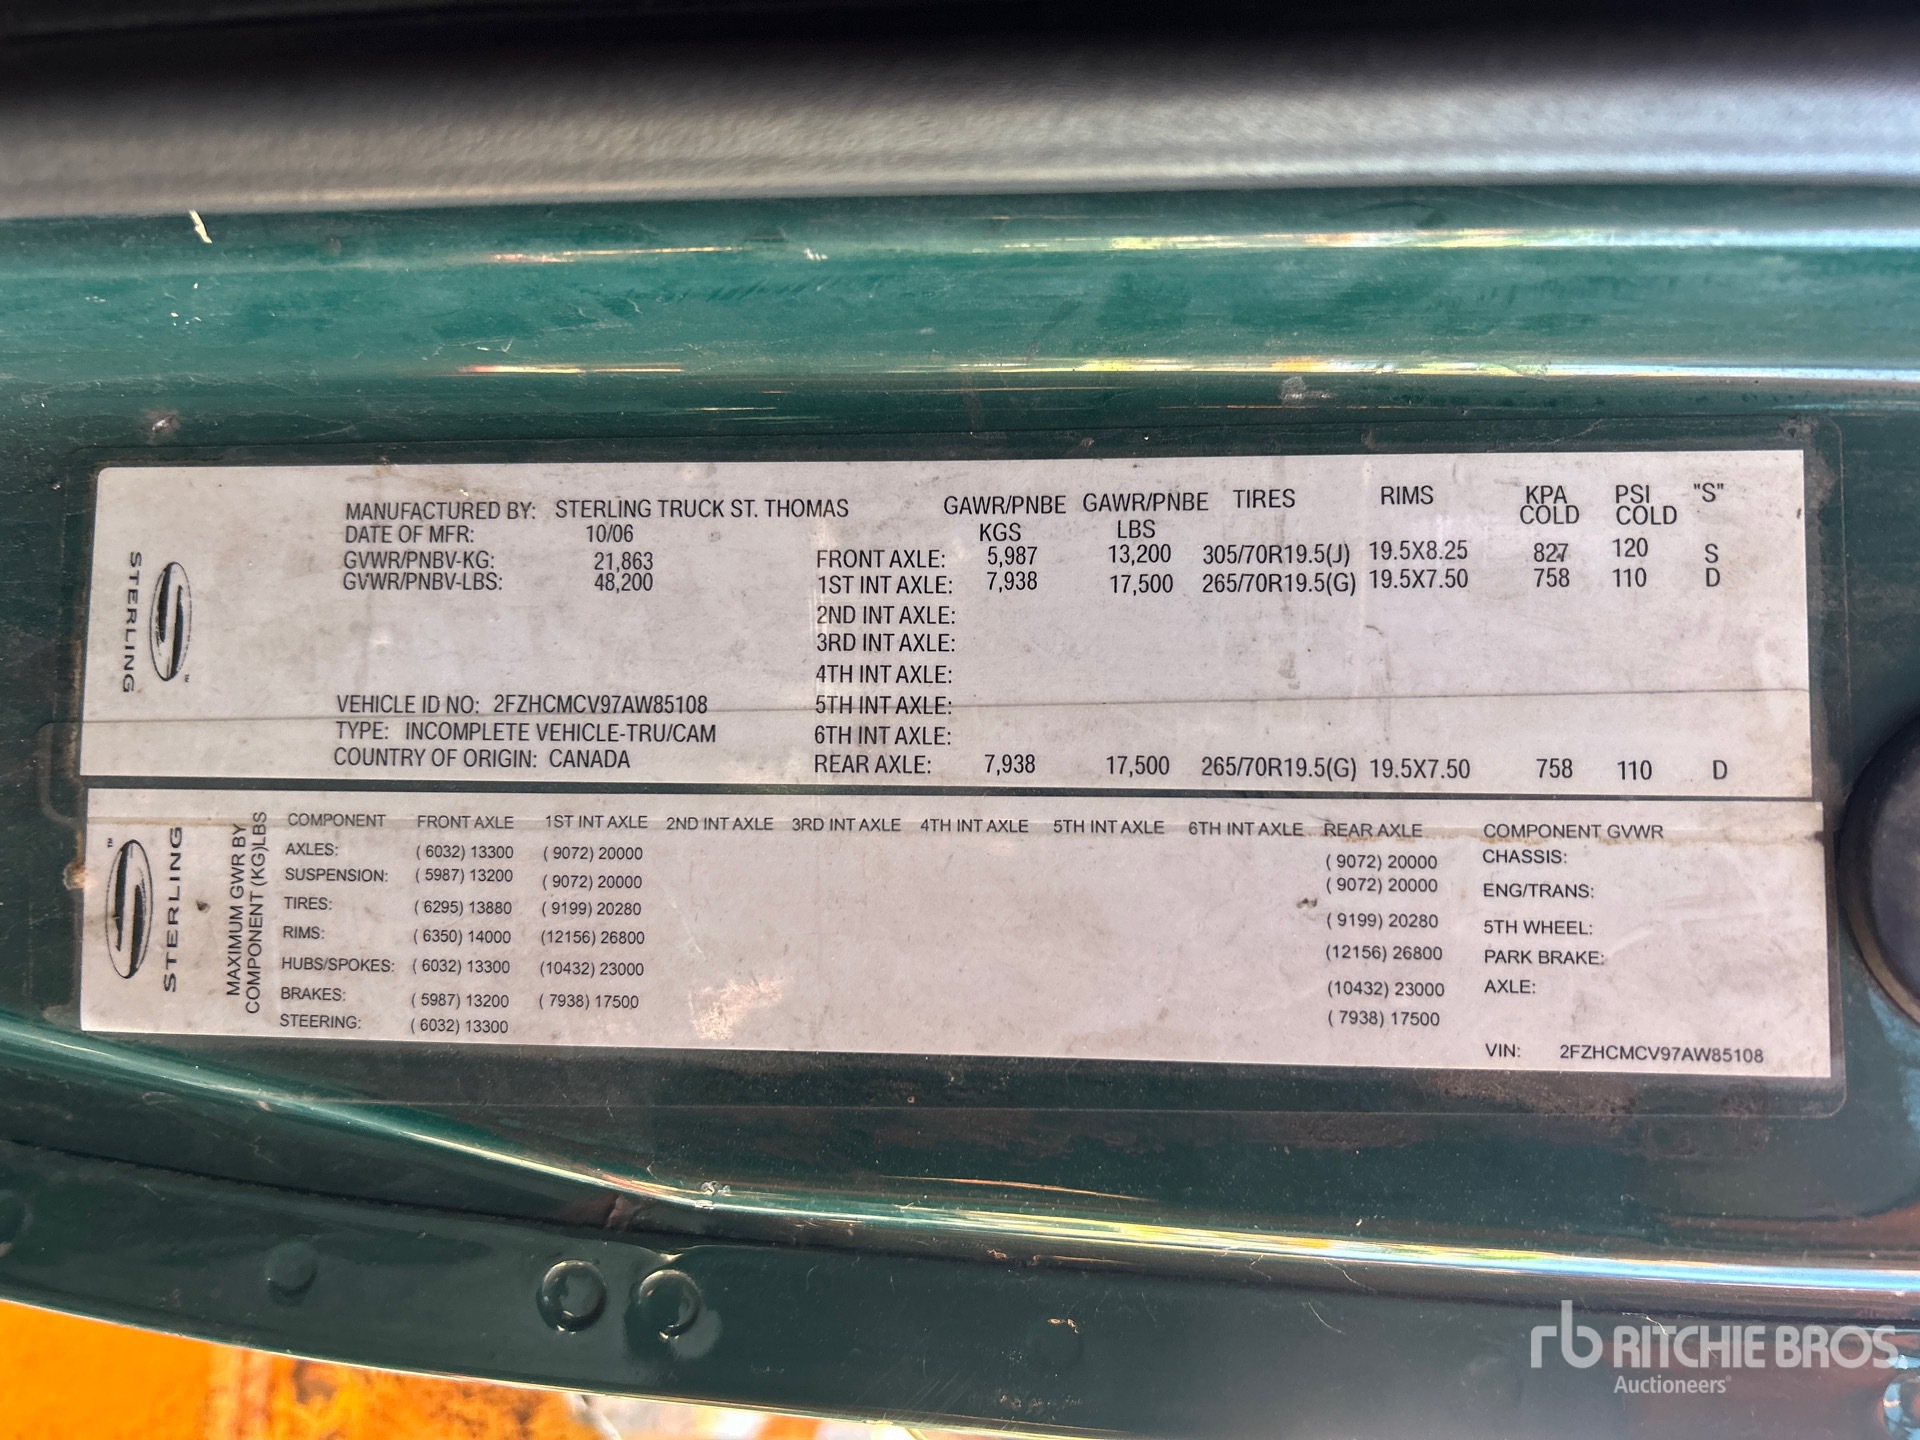 STERLING
™
MANUFACTURED BY: STERLING TRUCK ST. THOMAS
DATE OF MFR: 10/06
GVWR/PNBV-KG: 21,863
GVWR/PNBV-LBS: 48,200
VEHICLE ID NO: 2FZHCMCV97AW85108
TYPE: INCOMPLETE VEHICLE-TRU/CAM
COUNTRY OF ORIGIN: CANADA
GAWR/PNBE KGS GAWR/PNBE LBS TIRES RIMS KPA COLD PSI COLD "S"
FRONT AXLE: 5,987 13,200 305/70R19.5(J) 19.5X8.25 827 120 S
1ST INT AXLE: 7,938 17,500 265/70R19.5(G) 19.5X7.50 758 110 D
2ND INT AXLE:
3RD INT AXLE:
4TH INT AXLE:
5TH INT AXLE:
6TH INT AXLE:
REAR AXLE: 7,938 17,500 265/70R19.5(G) 19.5X7.50 758 110 D
™
STERLING
MAXIMUM GWR BY
COMPONENT (KG)LBS
COMPONENT FRONT AXLE 1ST INT AXLE 2ND INT AXLE 3RD INT AXLE 4TH INT AXLE 5TH INT AXLE 6TH INT AXLE REAR AXLE COMPONENT GVWR
AXLES: ( 6032) 13300 ( 9072) 20000 ( 9072) 20000 CHASSIS:
SUSPENSION: ( 5987) 13200 ( 9072) 20000 ( 9072) 20000 ENG/TRANS:
TIRES: ( 6295) 13880 ( 9199) 20280 ( 9199) 20280 5TH WHEEL:
RIMS: ( 6350) 14000 (12156) 26800 (12156) 26800 PARK BRAKE:
HUBS/SPOKES: ( 6032) 13300 (10432) 23000 (10432) 23000 AXLE:
BRAKES: ( 5987) 13200 ( 7938) 17500 ( 7938) 17500
STEERING: ( 6032) 13300
VIN: 2FZHCMCV97AW85108
rb RITCHIE BROS.
Auctioneers